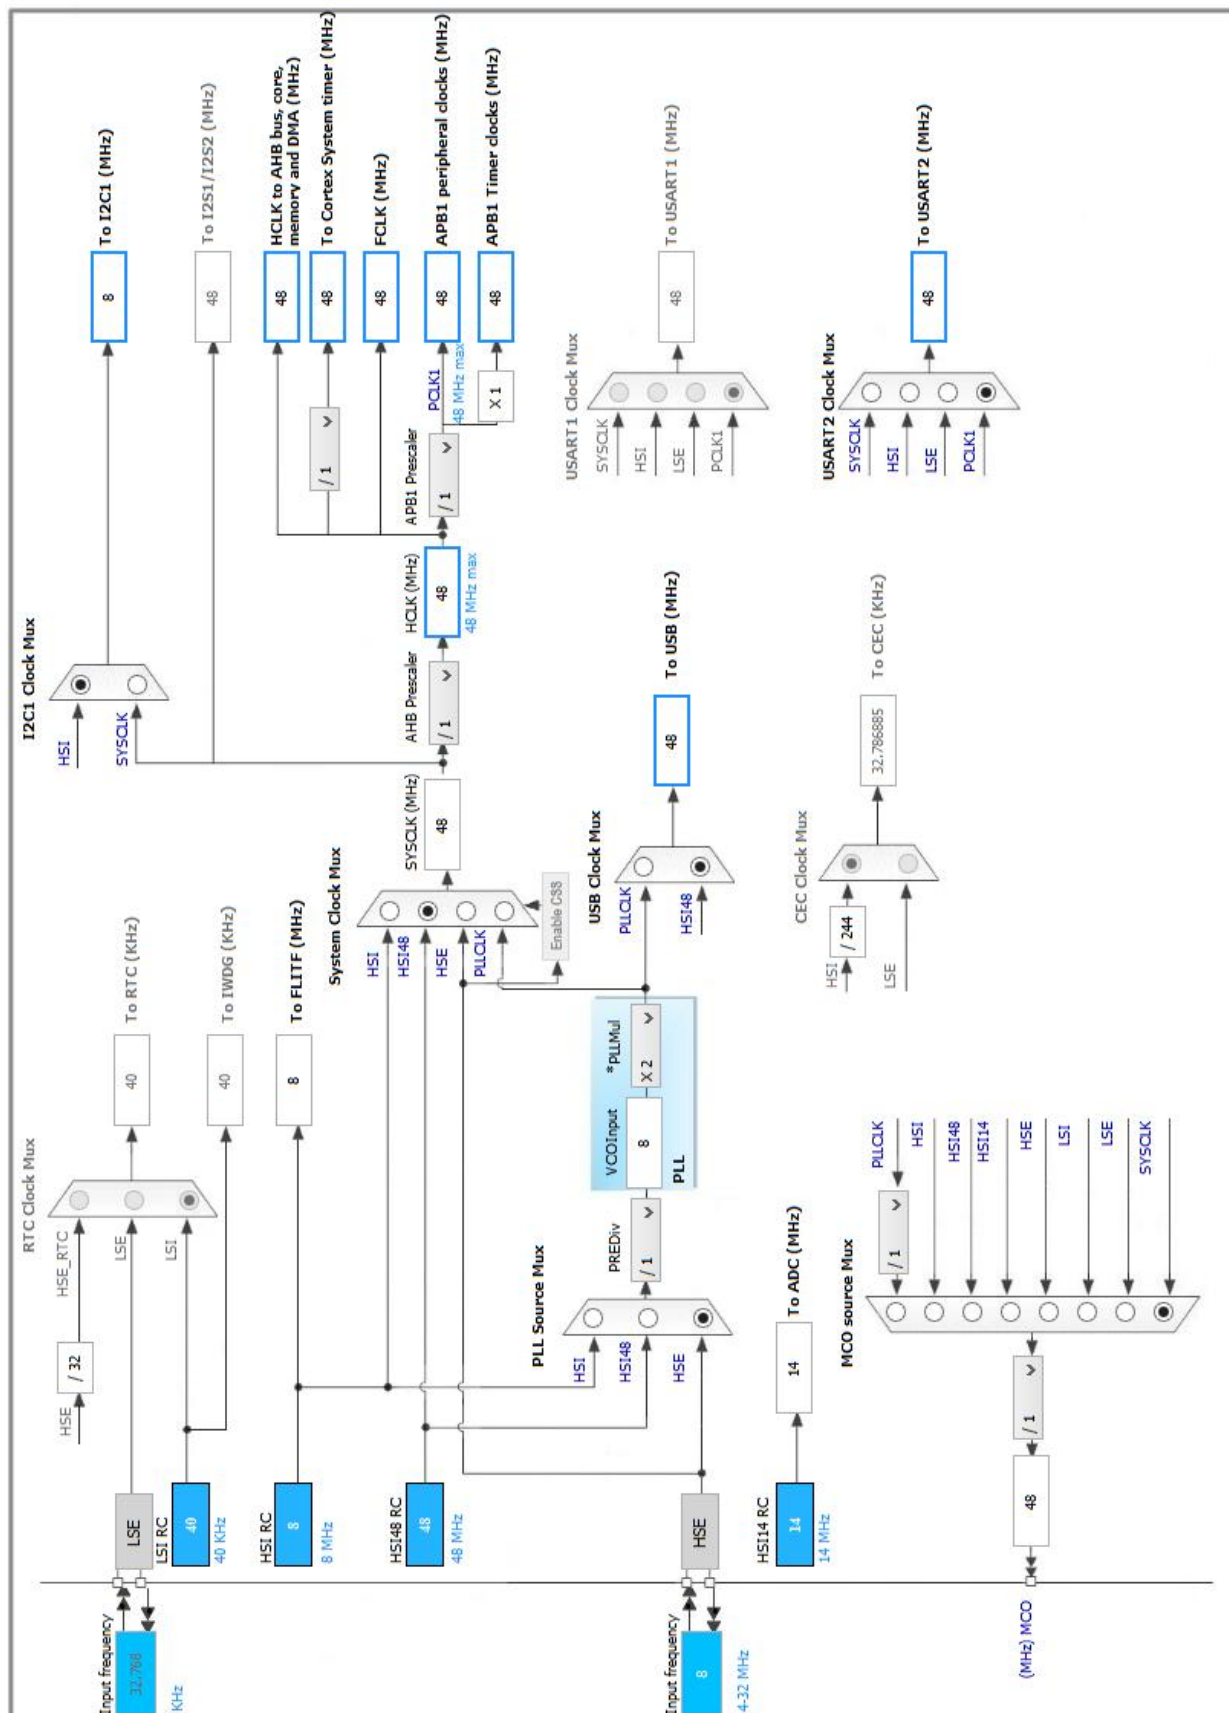 Input frequency
32.768
KHz
LSE
LSI RC
40
40 KHz
HSE
/ 32
HSE_RTC
LSE
LSI
RTC Clock Mux
40
To RTC (KHz)
40
To IWDG (KHz)
HSI RC
8
8 MHz
8
To FLITF (MHz)
HSI48 RC
48
48 MHz
Input frequency
8
4-32 MHz
HSE
HSI14 RC
14
14 MHz
14
To ADC (MHz)
PLL Source Mux
HSI
HSI48
HSE
PREDiv
/ 1
VCOInput
8
*PLLMul
X 2
PLL
System Clock Mux
HSI
HSI48
HSE
PLLCLK
Enable CSS
SYSCLK (MHz)
48
AHB Prescaler
/ 1
HCLK (MHz)
48
48 MHz max
APB1 Prescaler
/ 1
PCLK1
48 MHz max
X 1
/ 1
I2C1 Clock Mux
HSI
SYSCLK
8
To I2C1 (MHz)
48
To I2S1/I2S2 (MHz)
48
HCLK to AHB bus, core,
memory and DMA (MHz)
48
To Cortex System timer (MHz)
48
FCLK (MHz)
48
APB1 peripheral clocks (MHz)
48
APB1 Timer clocks (MHz)
USB Clock Mux
PLLCLK
HSI48
48
To USB (MHz)
USART1 Clock Mux
SYSCLK
HSI
LSE
PCLK1
48
To USART1 (MHz)
CEC Clock Mux
HSI
/ 244
LSE
32.786885
To CEC (KHz)
USART2 Clock Mux
SYSCLK
HSI
LSE
PCLK1
48
To USART2 (MHz)
MCO source Mux
PLLCLK
/ 1
HSI
HSI48
HSI14
HSE
LSI
LSE
SYSCLK
/ 1
48
(MHz) MCO